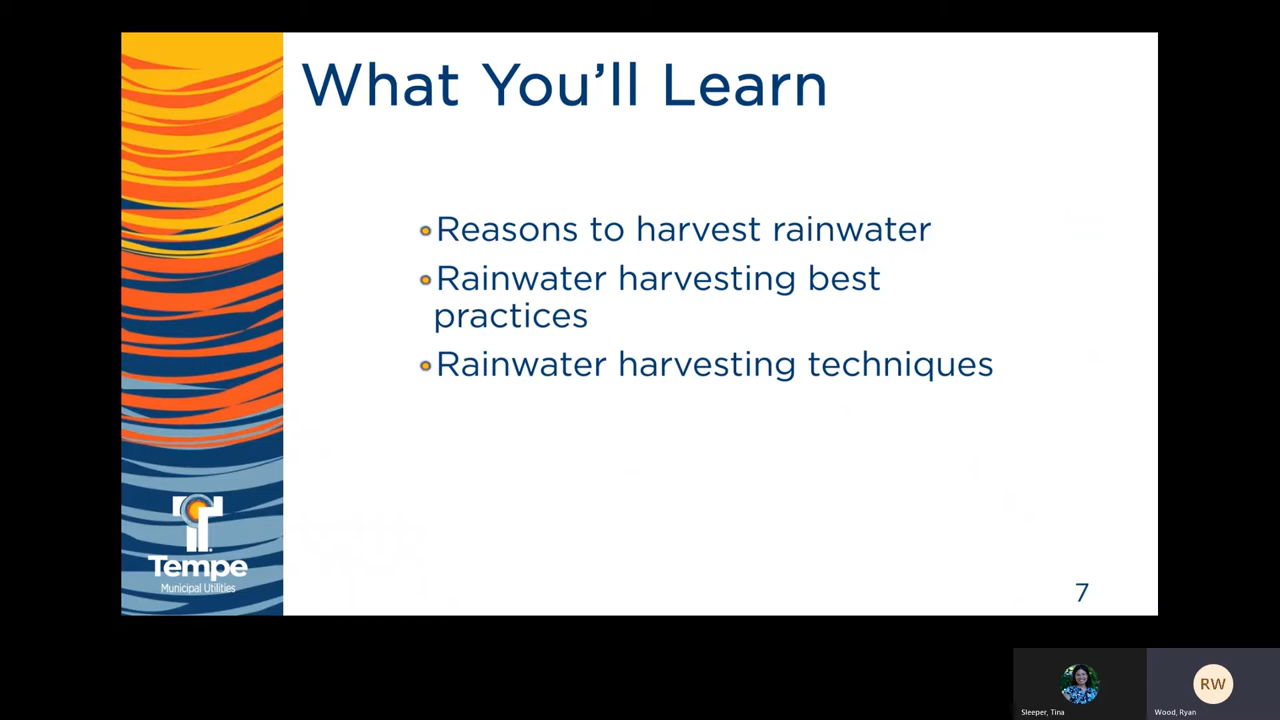 What You’ll Learn
Reasons to harvest rainwater
Rainwater harvesting best
practices
Rainwater harvesting techniques
Tempe
Municipal Utilities
7
RW
Sleeper, Tina
Wood, Ryan